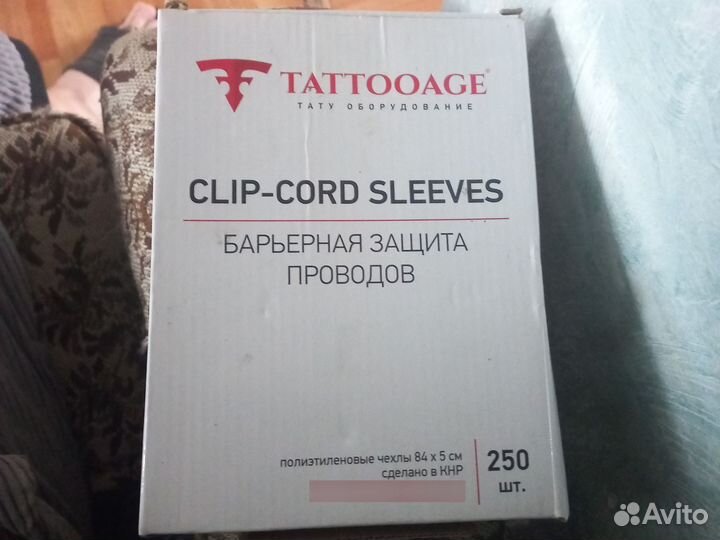 TATTOOAGE®
ТАТУ ОБОРУДОВАНИЕ
CLIP-CORD SLEEVES
БАРЬЕРНАЯ ЗАЩИТА
ПРОВОДОВ
полиэтиленовые чехлы 84 х 5 см
сделано в КНР
250
шт.
Avito